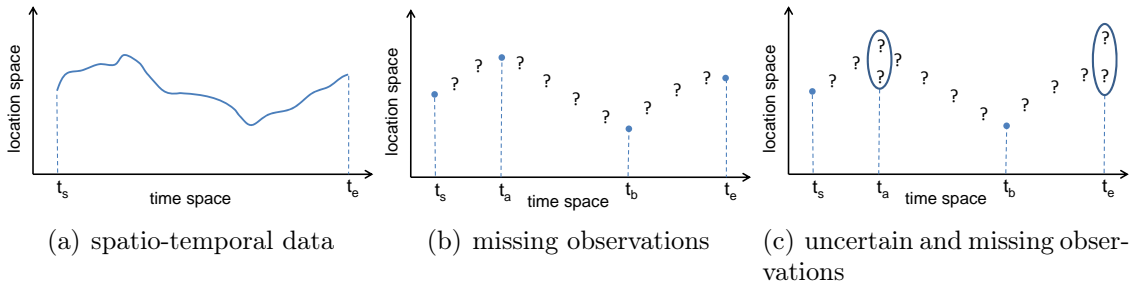 location space
t_s
t_e
time space
(a) spatio-temporal data
location space
? ? ? ? ? ? ? ?
t_s
t_a
t_b
t_e
time space
(b) missing observations
location space
? ? ? ? ? ? ? ? ? ? ? ?
t_s
t_a
t_b
t_e
time space
(c) uncertain and missing obser-
vations